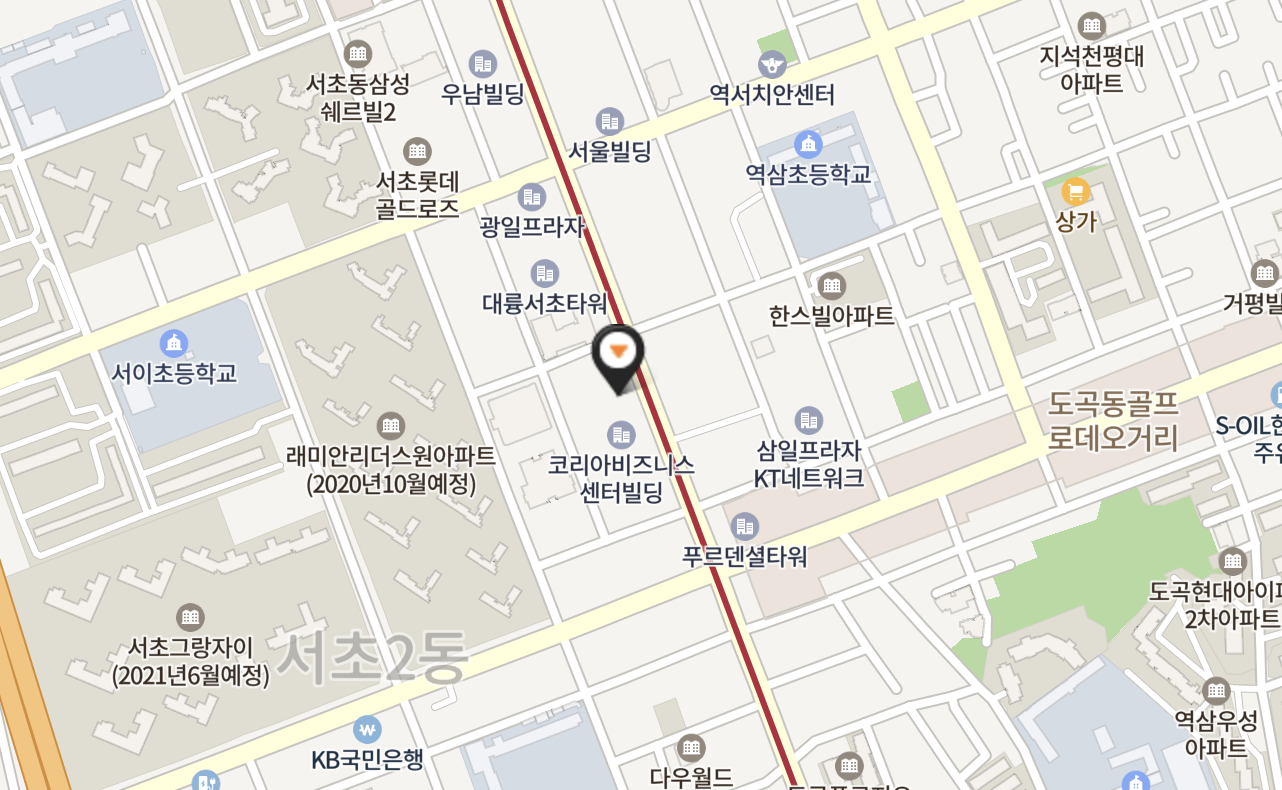 지석천평대
아파트
서초동삼성
쉐르빌2
우남빌딩
역서치안센터
서울빌딩
역삼초등학교
서초롯데
골드로즈
광일프라자
상가
대륭서초타워
한스빌아파트
거평빌
서이초등학교
도곡동골프
로데오거리
S-OIL현
주유
래미안리더스원아파트
(2020년10월예정)
코리아비즈니스
센터빌딩
삼일프라자
KT네트워크
푸르덴셜타워
도곡현대아이파
2차아파트
서초그랑자이
(2021년6월예정)
서초2동
역삼우성
아파트
KB국민은행
다우월드